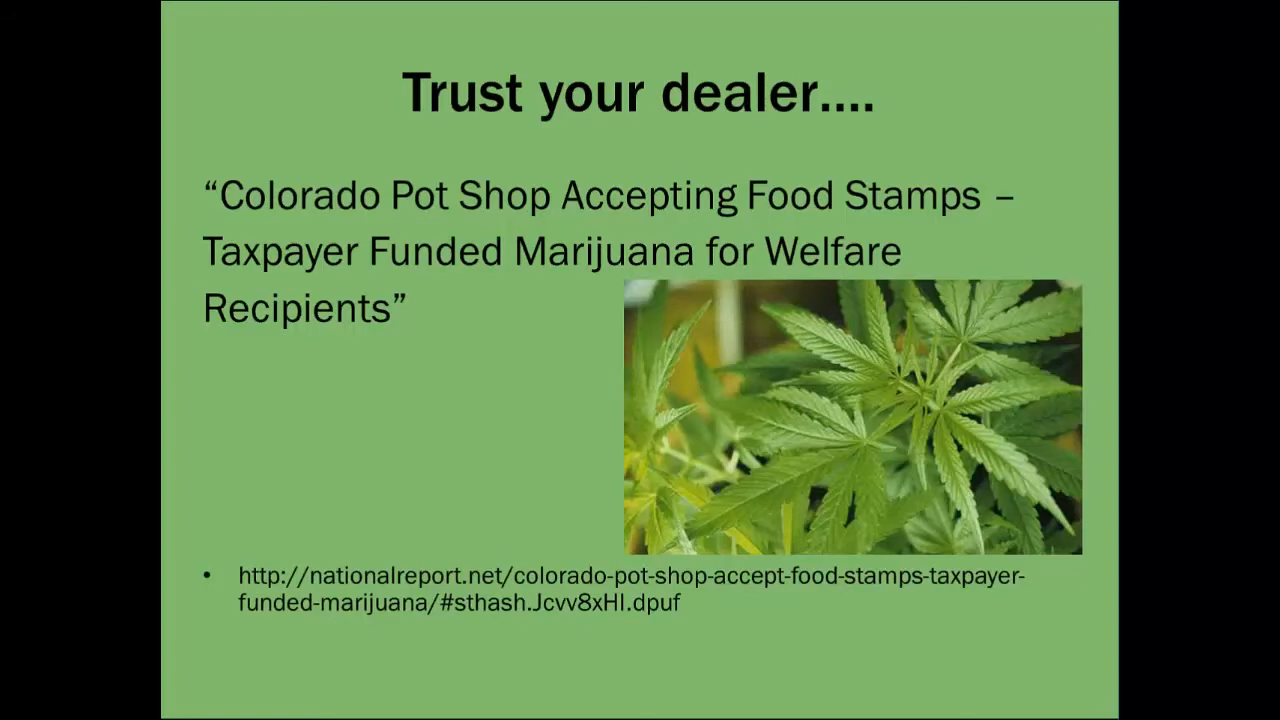 Trust your dealer....
“Colorado Pot Shop Accepting Food Stamps –
Taxpayer Funded Marijuana for Welfare
Recipients”
• http://nationalreport.net/colorado-pot-shop-accept-food-stamps-taxpayer-
funded-marijuana/#sthash.Jcvv8xHI.dpuf